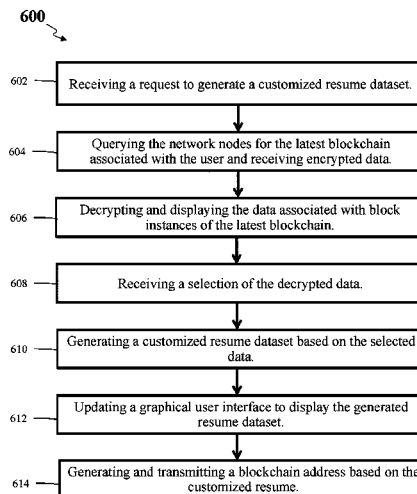 600
602
Receiving a request to generate a customized resume dataset.
604
Querying the network nodes for the latest blockchain
associated with the user and receiving encrypted data.
606
Decrypting and displaying the data associated with block
instances of the latest blockchain.
608
Receiving a selection of the decrypted data.
610
Generating a customized resume dataset based on the selected
data.
612
Updating a graphical user interface to display the generated
resume dataset.
614
Generating and transmitting a blockchain address based on the
customized resume.